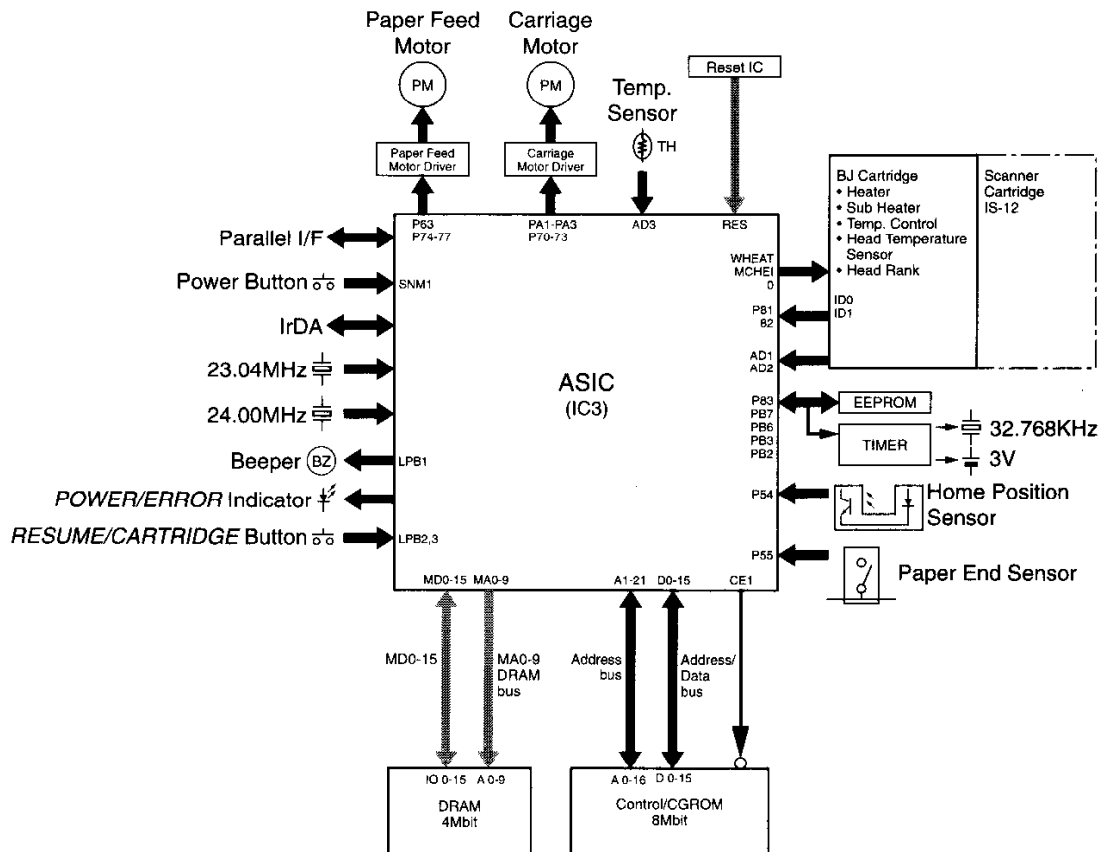 Paper Feed
Motor
Carriage
Motor
PM
PM
Temp.
Sensor
TH
Reset IC
Paper Feed
Motor Driver
Carriage
Motor Driver
BJ Cartridge
• Heater
• Sub Heater
• Temp. Control
• Head Temperature
Sensor
• Head Rank
ID0
ID1
Scanner
Cartridge
IS-12
P63
P74-77
PA1-PA3
P70-73
AD3
RES
Parallel I/F
Power Button
SNM1
IrDA
23.04MHz
24.00MHz
Beeper
BZ
LPB1
POWER/ERROR Indicator
RESUME/CARTRIDGE Button
LPB2,3
ASIC
(IC3)
WHEAT
MCHEI
0
P81
82
AD1
AD2
P83
PB7
PB6
PB3
PB2
P54
P55
EEPROM
TIMER
32.768KHz
3V
Home Position
Sensor
Paper End Sensor
MD0-15
MA0-9
A1-21
D0-15
CE1
MD0-15
MA0-9
DRAM
bus
Address
bus
Address/
Data
bus
IO 0-15
A 0-9
DRAM
4Mbit
A 0-16
D 0-15
Control/CGROM
8Mbit